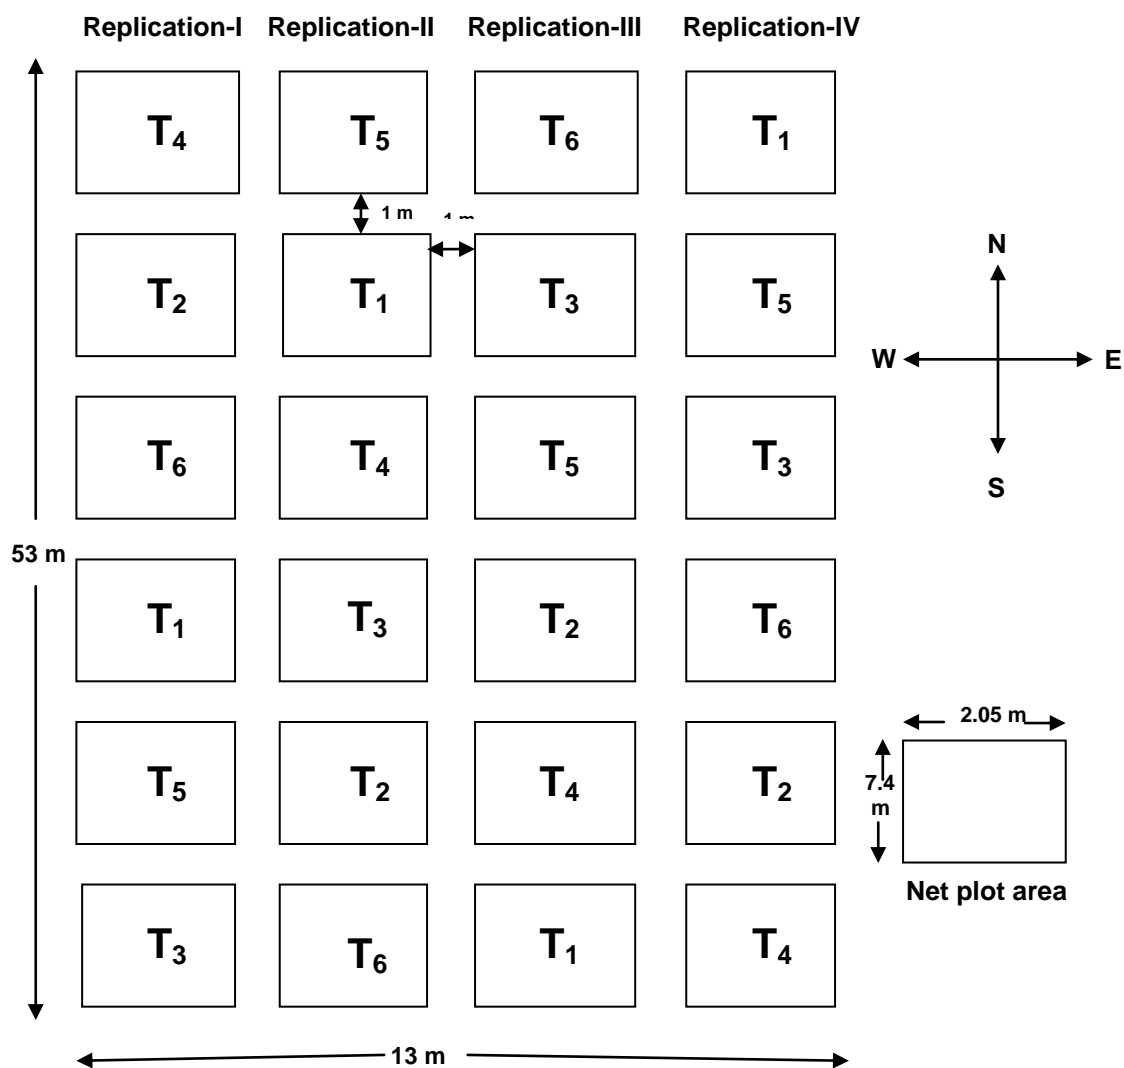 Replication-I Replication-II Replication-III Replication-IV
T₄ T₅ T₆ T₁
1 m
T₂ T₁ T₃ T₅
N
W E
S
T₆ T₄ T₅ T₃
53 m
T₁ T₃ T₂ T₆
2.05 m
T₅ T₂ T₄ T₂
7.4
m
Net plot area
T₃ T₆ T₁ T₄
13 m